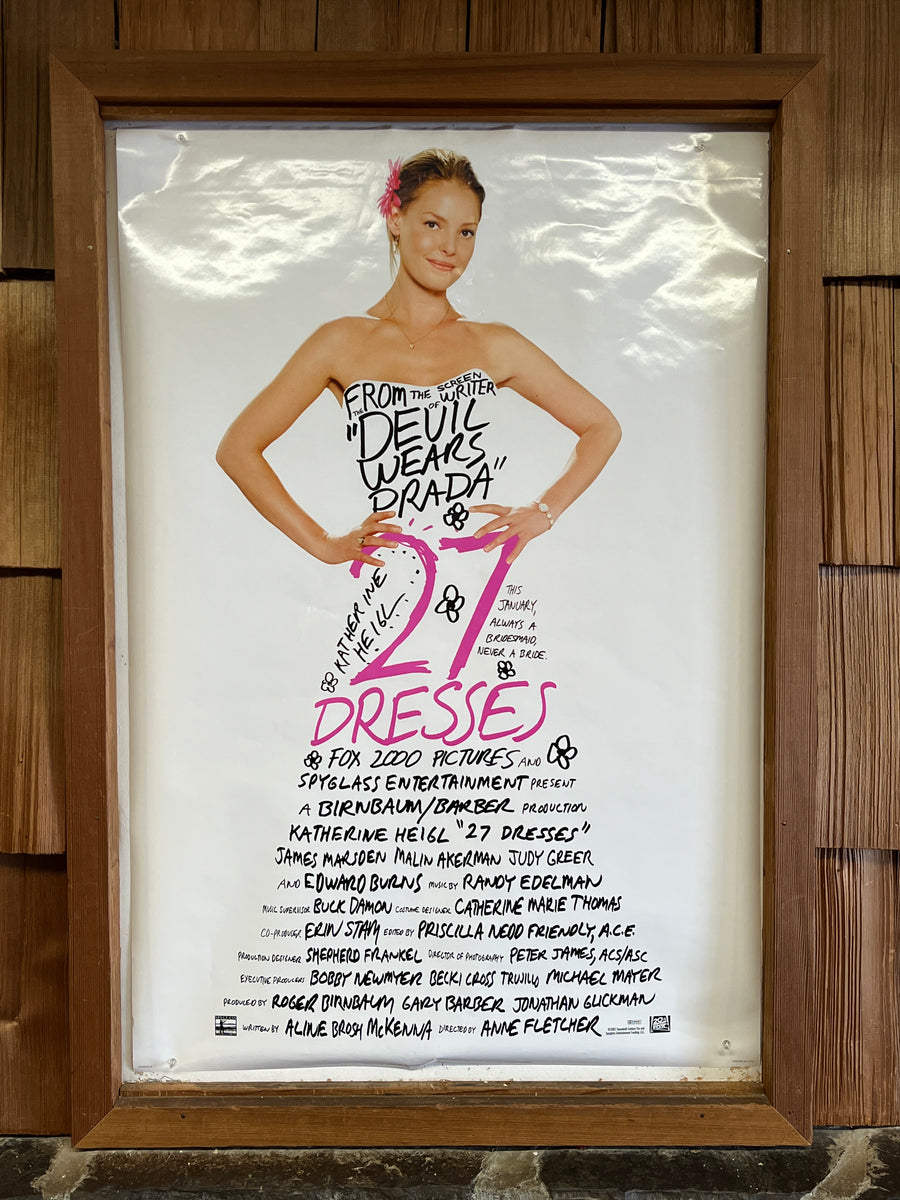 FROM THE SCREEN
WRITER
OF
THE
"DEVIL
WEARS
PRADA"
27
KATHERINE
HEIGL
THIS
JANUARY,
ALWAYS A
BRIDESMAID,
NEVER A BRIDE.
DRESSES
FOX 2000 PICTURES AND
SPYGLASS ENTERTAINMENT PRESENT
A BIRNBAUM/BARBER PRODUCTION
KATHERINE HEIGL "27 DRESSES"
JAMES MARSDEN MALIN AKERMAN JUDY GREER
AND EDWARD BURNS MUSIC BY RANDY EDELMAN
MUSIC SUPERVISOR BUCK DAMON COSTUME DESIGNER CATHERINE MARIE THOMAS
CO-PRODUCER ERIN STAM EDITED BY PRISCILLA NEDD FRIENDLY, A.C.E.
PRODUCTION DESIGNER SHEPHERD FRANKEL DIRECTOR OF PHOTOGRAPHY PETER JAMES, ACS/ASC
EXECUTIVE PRODUCERS BOBBY NEWMYER BECKI CROSS TRUJILLO MICHAEL MAYER
PRODUCED BY ROGER BIRNBAUM GARY BARBER JONATHAN GLICKMAN
WRITTEN BY ALINE BROSH McKENNA DIRECTED BY ANNE FLETCHER